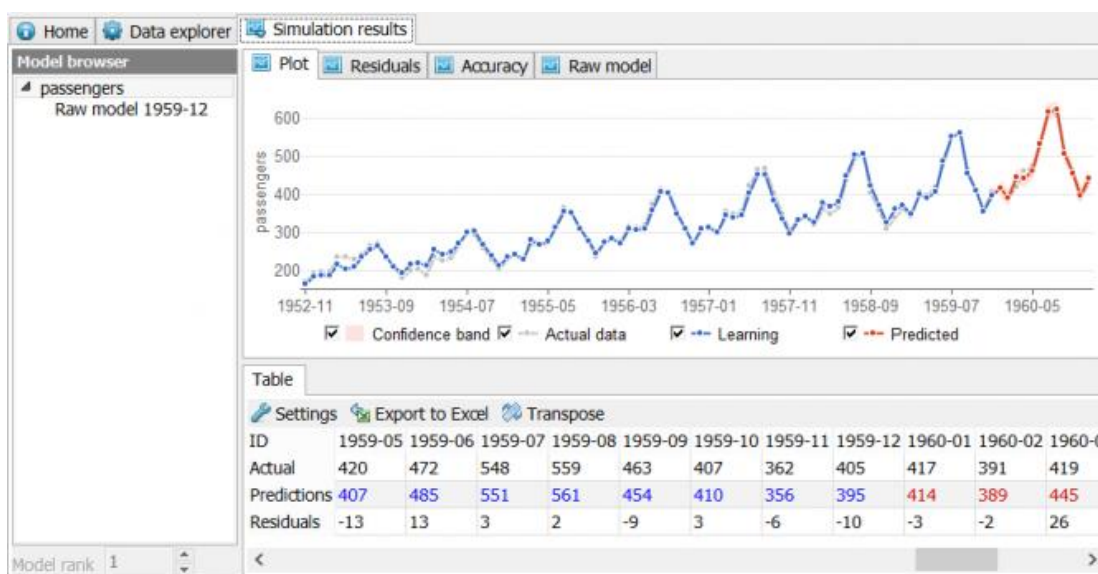 Home Data explorer Simulation results
Model browser
passengers
Raw model 1959-12
Plot Residuals Accuracy Raw model
600
500
400
300
200
passengers
1952-11 1953-09 1954-07 1955-05 1956-03 1957-01 1957-11 1958-09 1959-07 1960-05
Confidence band Actual data Learning Predicted
Table
Settings Export to Excel Transpose
ID 1959-05 1959-06 1959-07 1959-08 1959-09 1959-10 1959-11 1959-12 1960-01 1960-02 1960-0
Actual 420 472 548 559 463 407 362 405 417 391 419
Predictions 407 485 551 561 454 410 356 395 414 389 445
Residuals -13 13 3 2 -9 3 -6 -10 -3 -2 26
Model rank 1